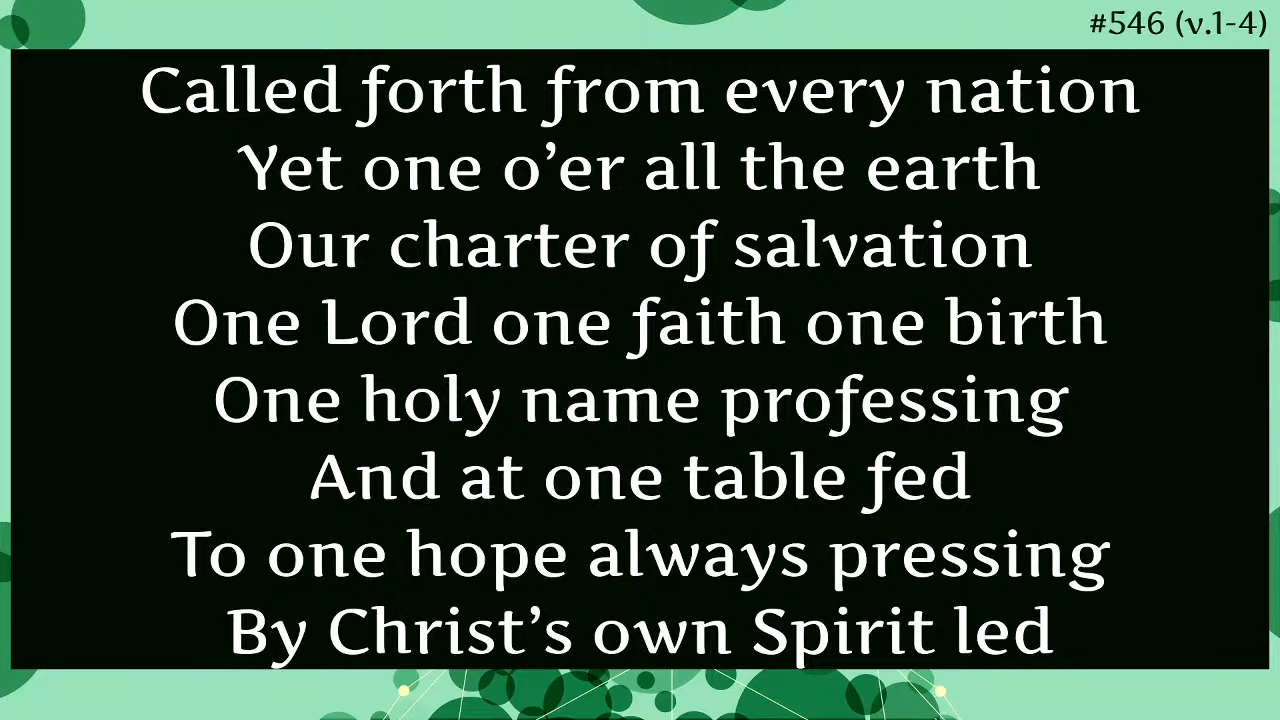 #546 (v.1-4)
Called forth from every nation
Yet one o’er all the earth
Our charter of salvation
One Lord one faith one birth
One holy name professing
And at one table fed
To one hope always pressing
By Christ’s own Spirit led